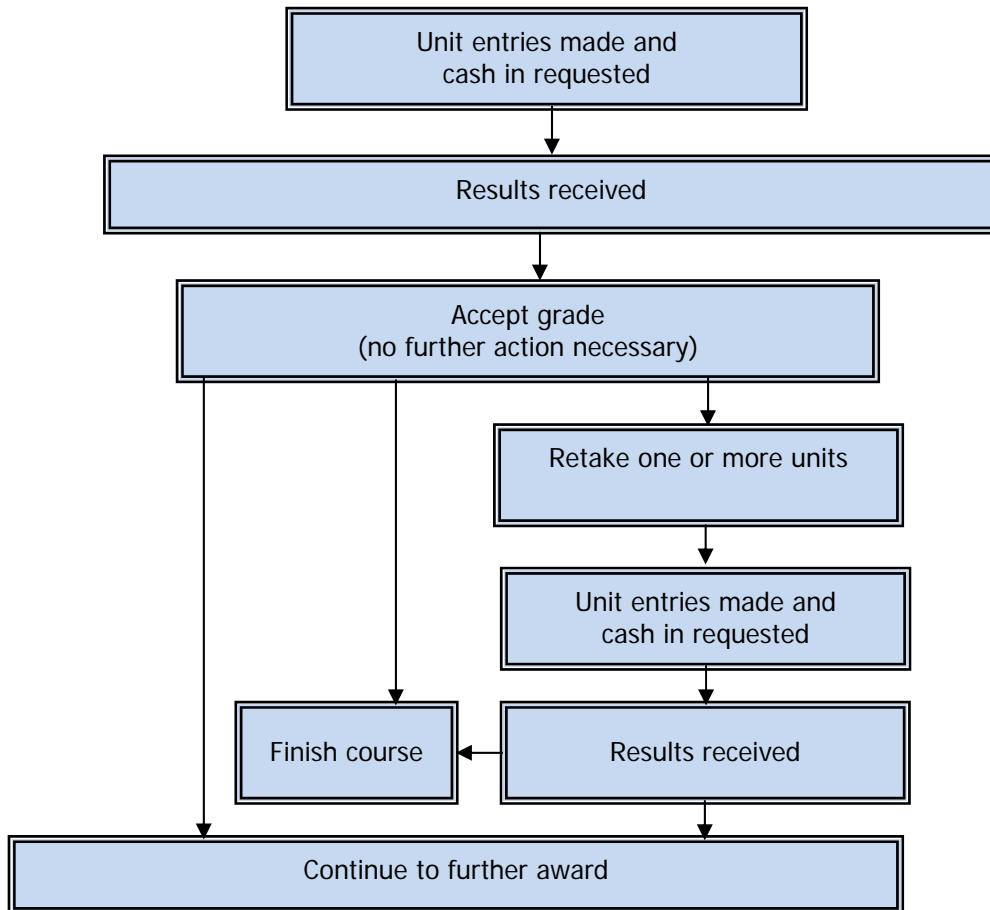 Unit entries made and
cash in requested
Results received
Accept grade
(no further action necessary)
Retake one or more units
Unit entries made and
cash in requested
Finish course
Results received
Continue to further award